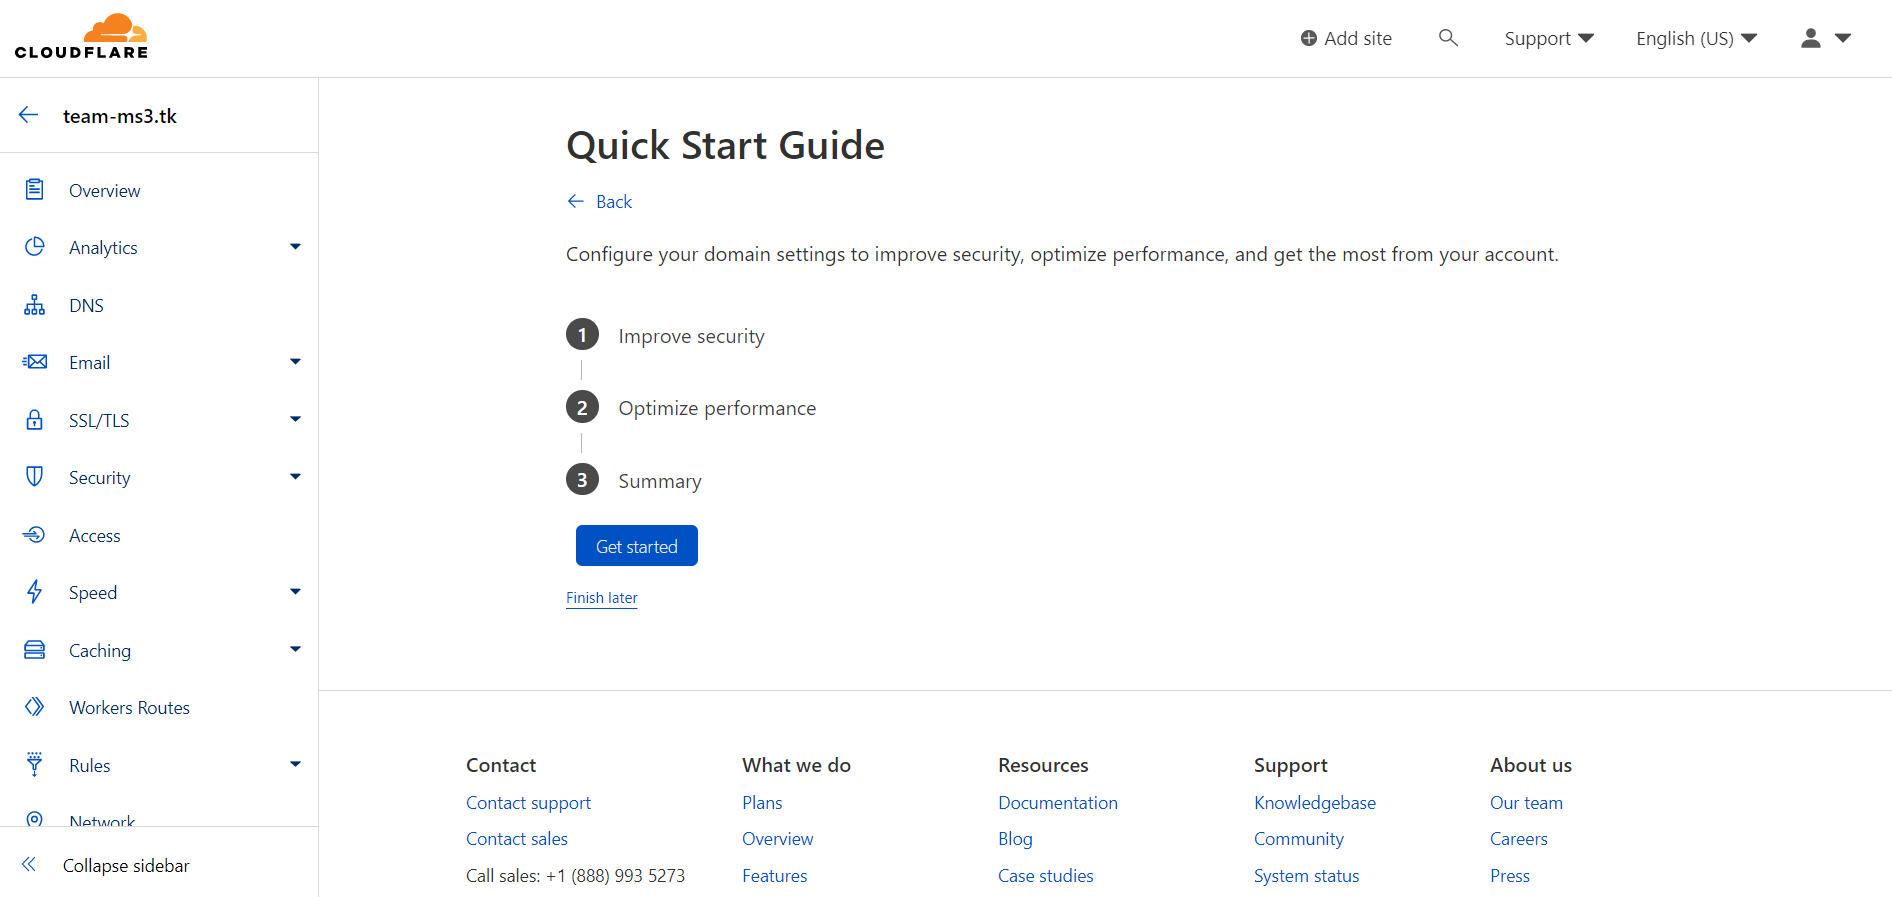 CLOUDFLARE
Add site
Support
English (US)
team-ms3.tk
Overview
Analytics
DNS
Email
SSL/TLS
Security
Access
Speed
Caching
Workers Routes
Rules
Network
Collapse sidebar
Quick Start Guide
Back
Configure your domain settings to improve security, optimize performance, and get the most from your account.
1 Improve security
2 Optimize performance
3 Summary
Get started
Finish later
Contact
Contact support
Contact sales
Call sales: +1 (888) 993 5273
What we do
Plans
Overview
Features
Resources
Documentation
Blog
Case studies
Support
Knowledgebase
Community
System status
About us
Our team
Careers
Press